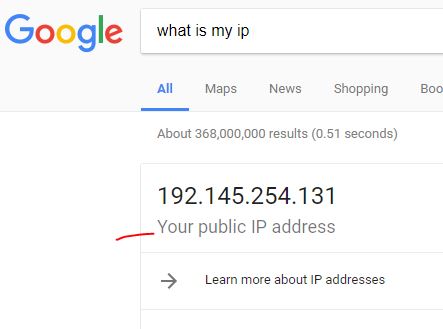 Google
what is my ip
All Maps News Shopping Boo
About 368,000,000 results (0.51 seconds)
192.145.254.131
Your public IP address
Learn more about IP addresses